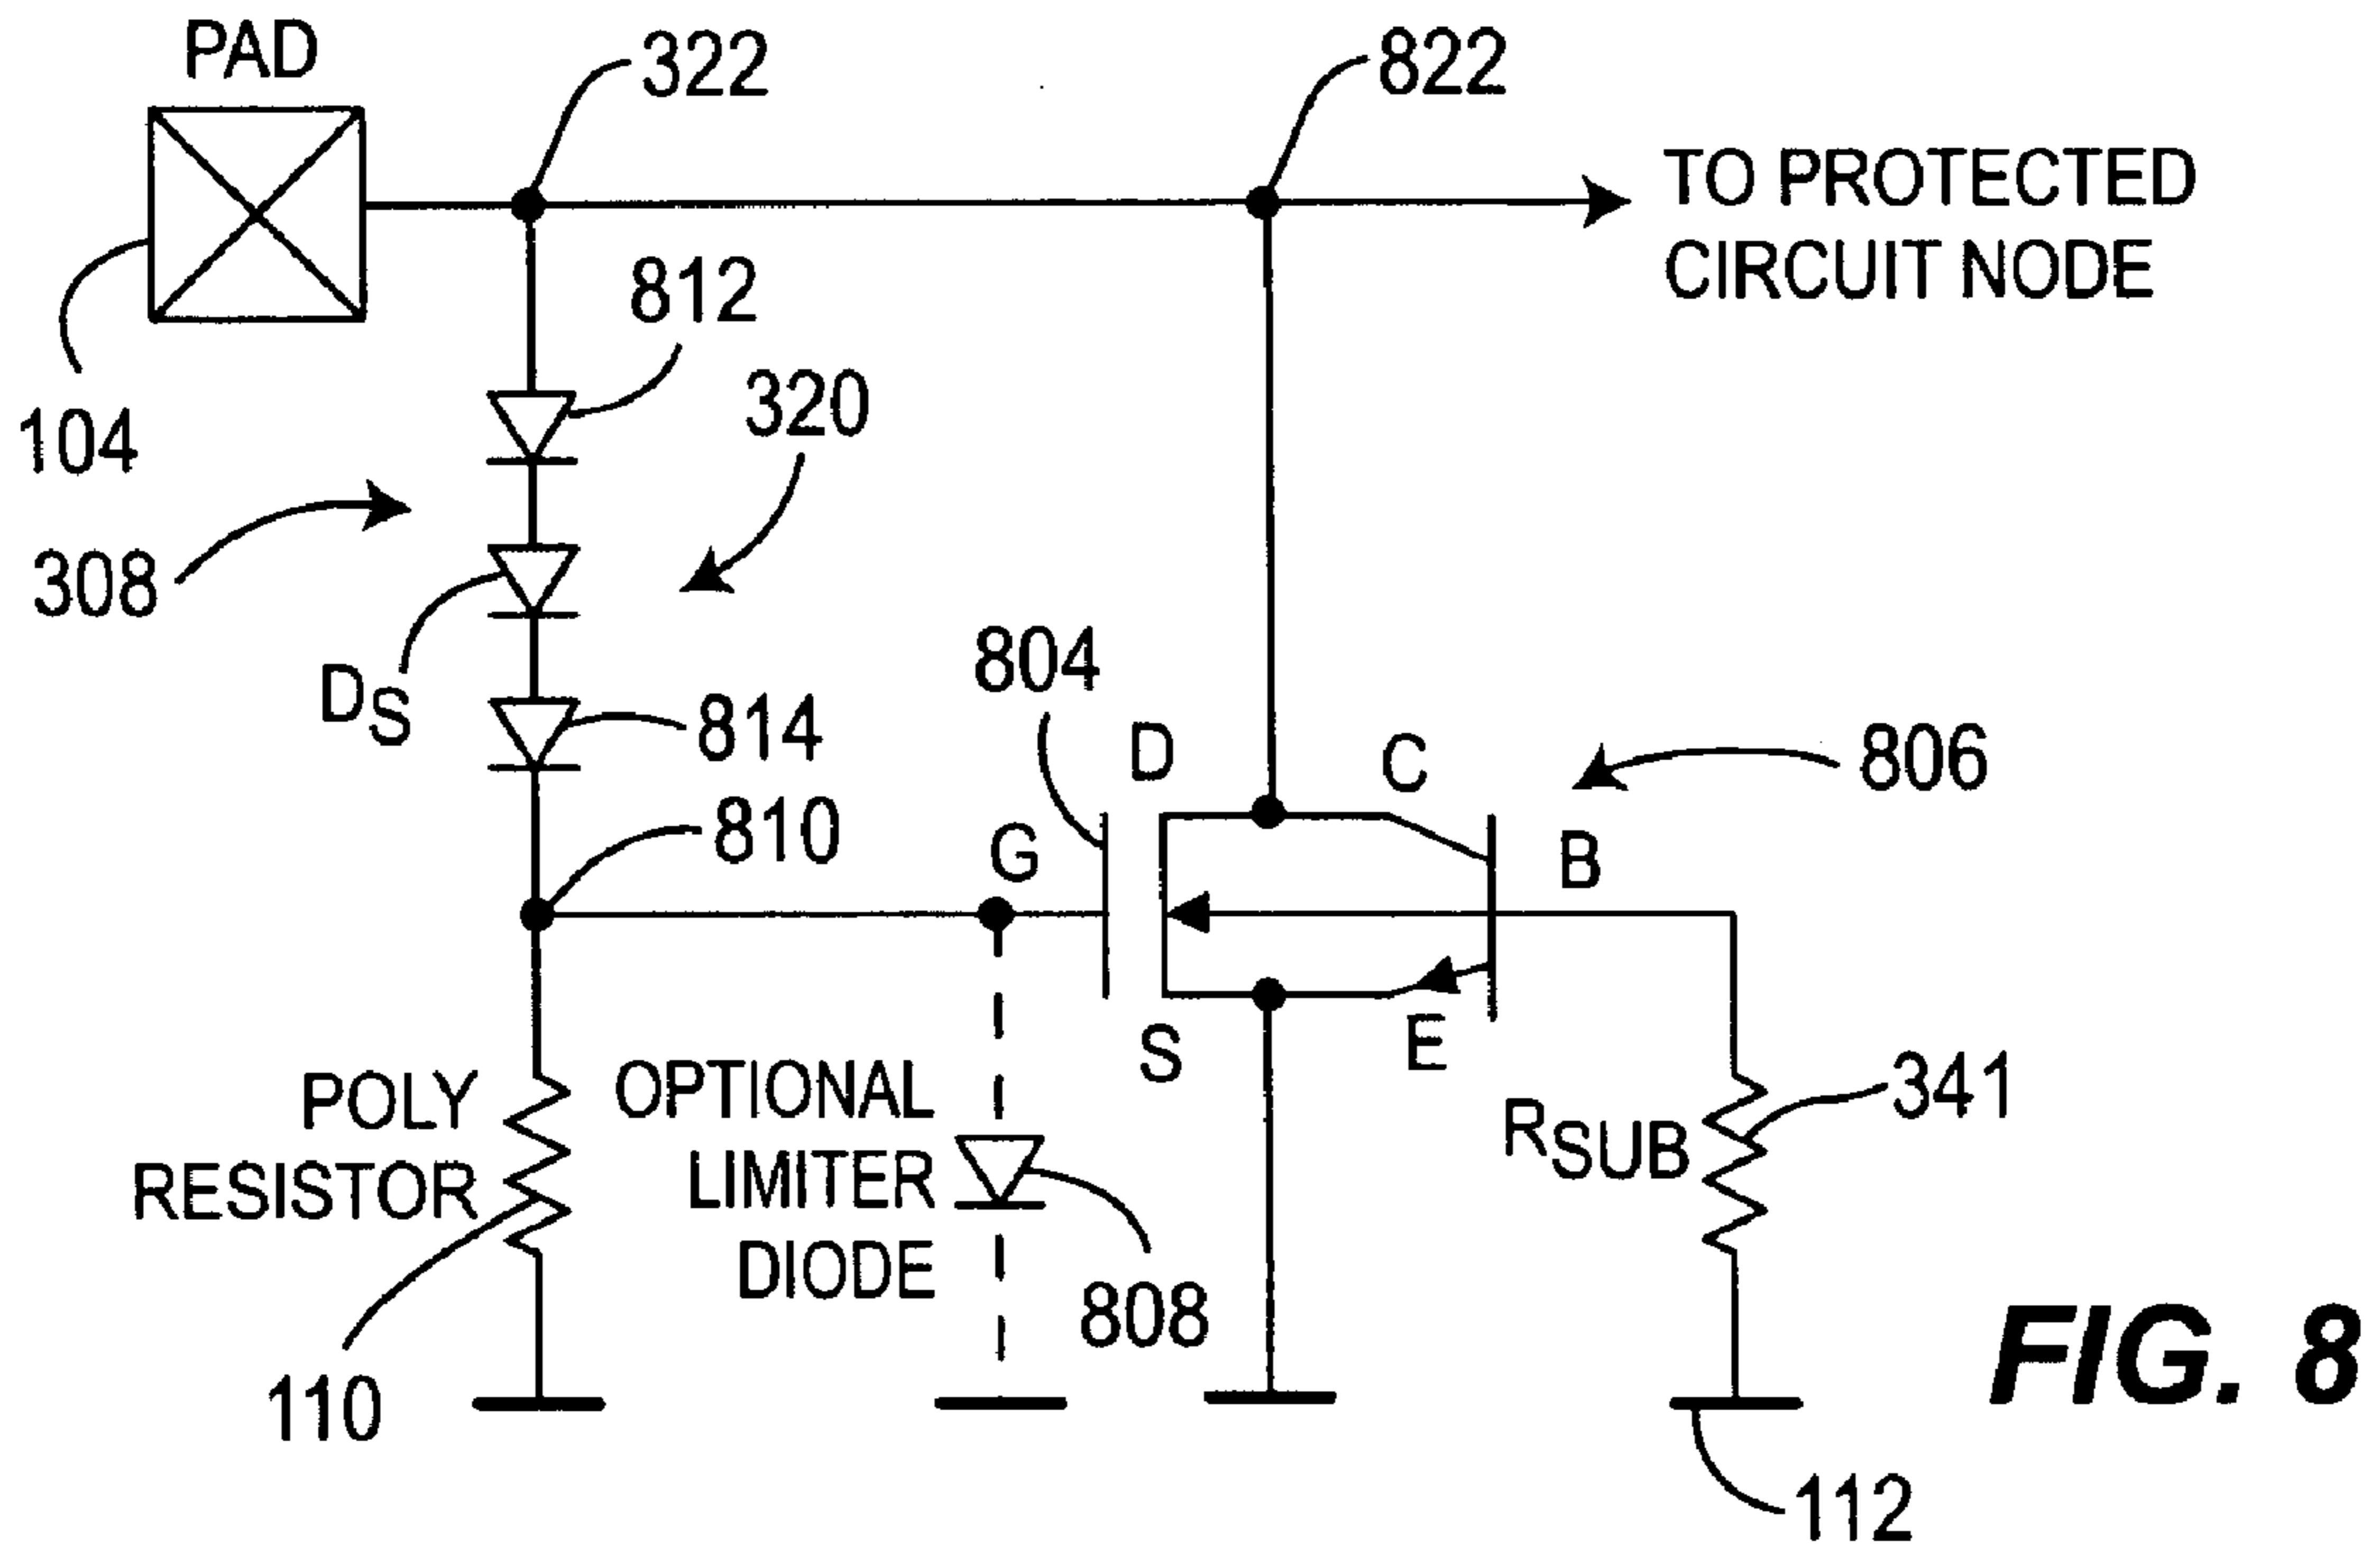 PAD
322
822
TO PROTECTED
CIRCUIT NODE
812
320
104
308
DS
804
814
D
C
806
810
G
B
S
E
POLY
RESISTOR
OPTIONAL
LIMITER
DIODE
RSUB
341
110
808
FIG. 8
112